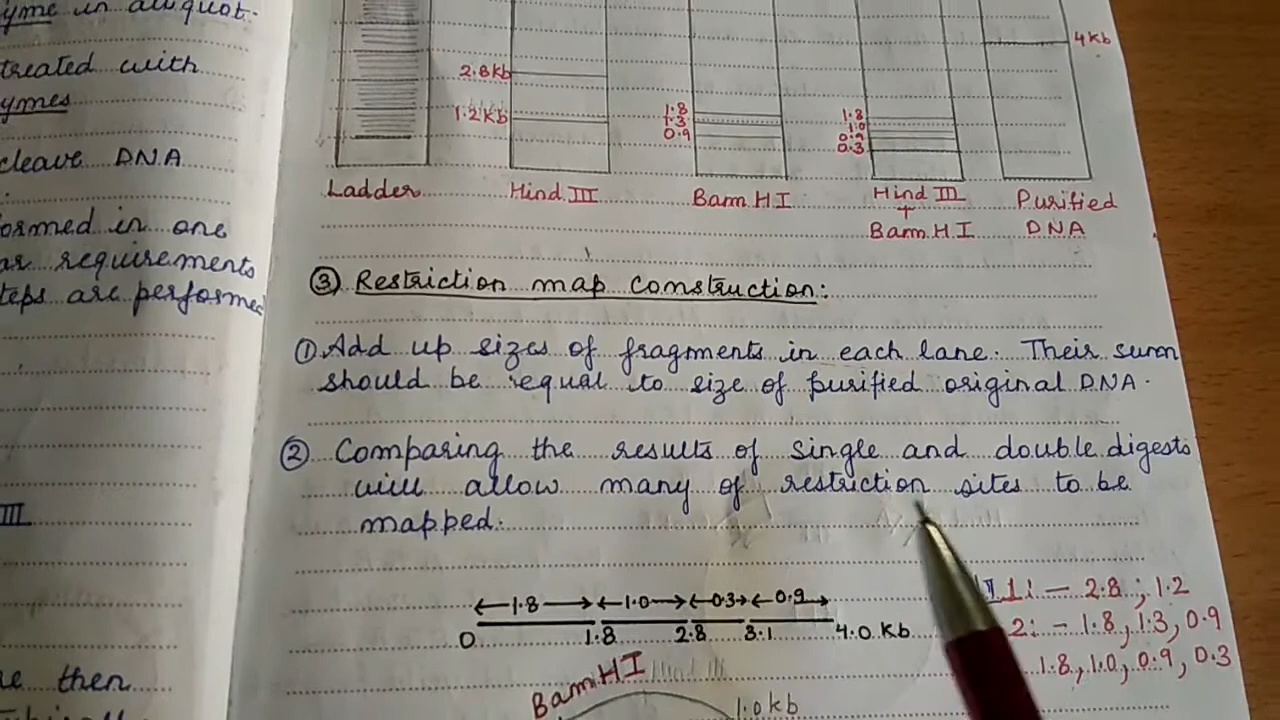 yme in aliquot.
treated with
ymes
cleave DNA
ormed in one
ar requirements
teps are performed
III
e then
4 Kb
2.8 Kb
1.2 Kb
1.8
1.3
0.9
1.8
1.0
0.9
0.3
Ladder
Hind III
Bam H I
Hind III
+
Bam H I
Purified
DNA
③ Restriction map construction:
① Add up sizes of fragments in each lane. Their sum
should be equal to size of purified original DNA.
② Comparing the results of single and double digests
will allow many of restriction sites to be
mapped.
1.8 1.0 0.3 0.9
0 1.8 2.8 3.1 4.0 Kb
1: - 2.8 ; 1.2
2: - 1.8, 1.3, 0.9
1.8, 1.0, 0.9, 0.3
Bam H I
1.0 kb